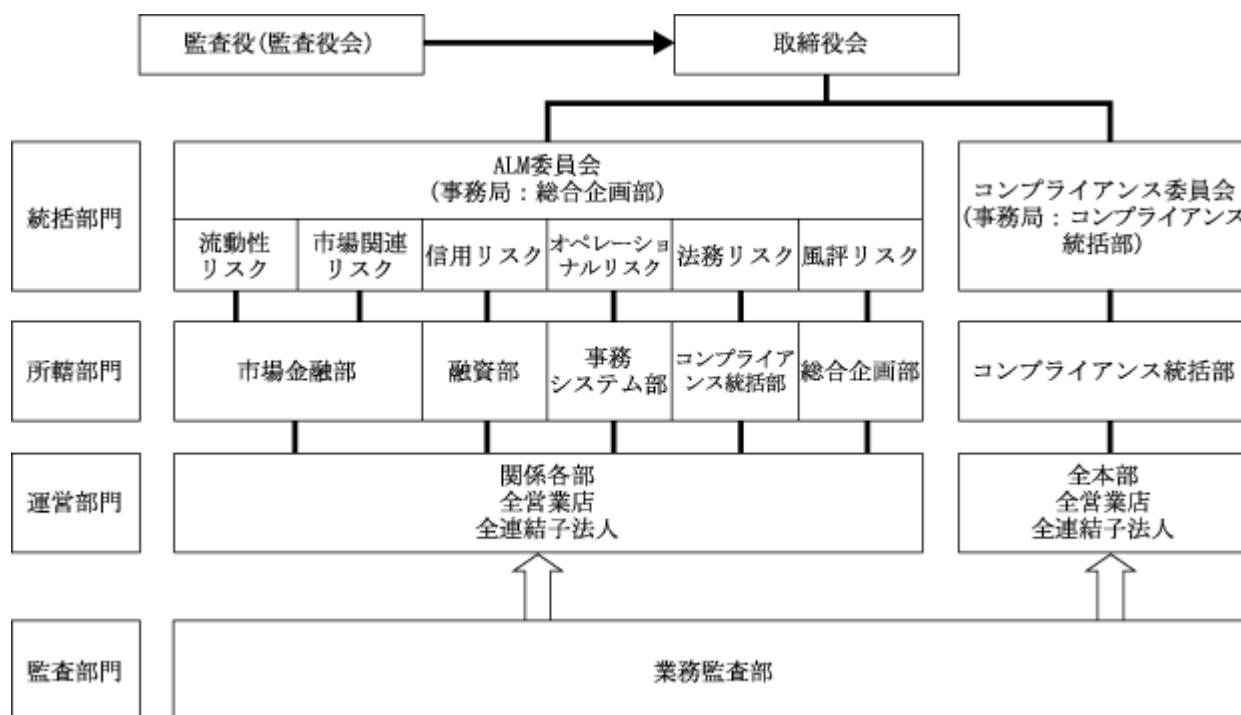 監査役(監査役会)
取締役会
統括部門
ALM委員会
(事務局：総合企画部)
流動性
リスク
市場関連
リスク
信用リスク
オペレーショ
ナルリスク
法務リスク
風評リスク
コンプライアンス委員会
(事務局：コンプライアンス
統括部)
所轄部門
市場金融部
融資部
事務
システム部
コンプライア
ンス統括部
総合企画部
コンプライアンス統括部
運営部門
関係各部
全営業店
全連結子法人
全本部
全営業店
全連結子法人
監査部門
業務監査部